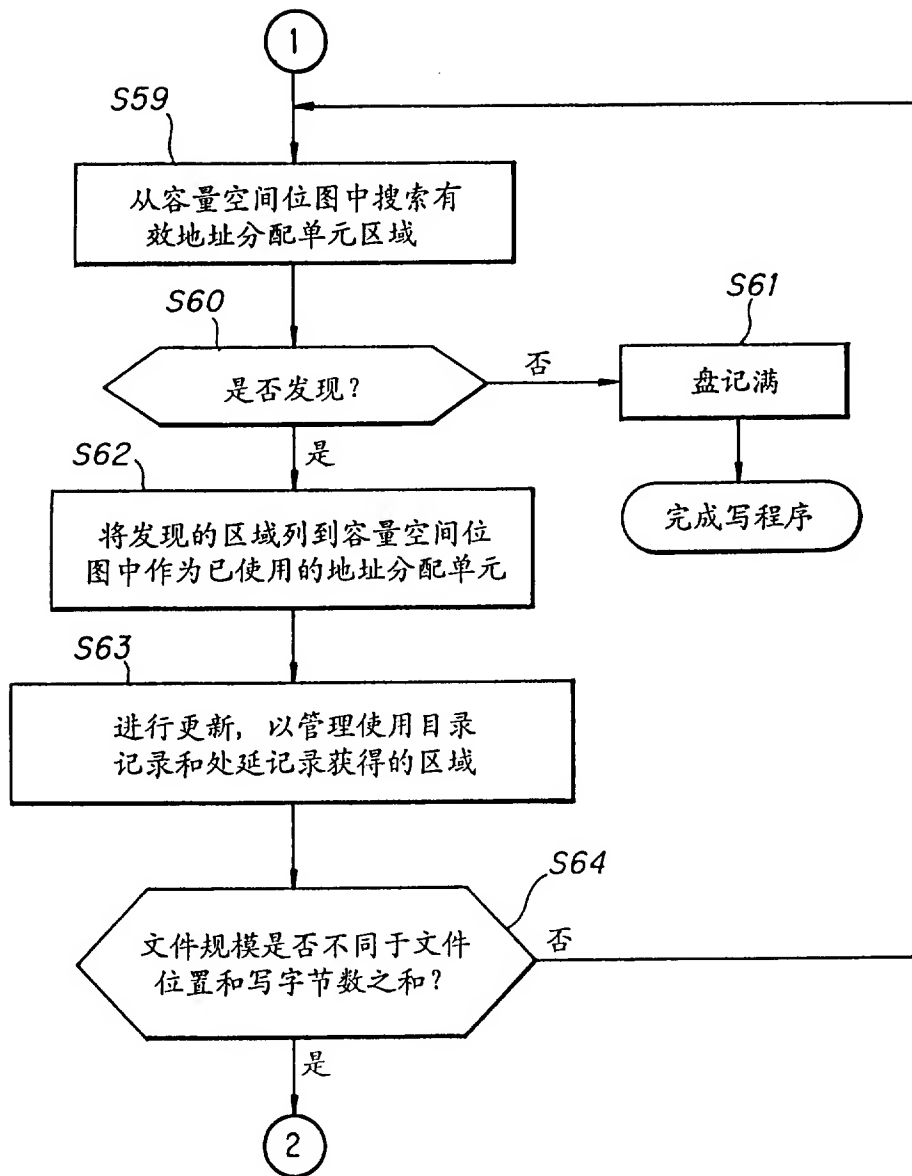 1
S59
从容量空间位图中搜索有
效地址分配单元区域
S60
是否发现?
否
S61
盘记满
是
完成写程序
S62
将发现的区域列到容量空间位
图中作为已使用的地址分配单元
S63
进行更新, 以管理使用目录
记录和处延记录获得的区域
S64
文件规模是否不同于文件
位置和写字节数之和?
否
是
2